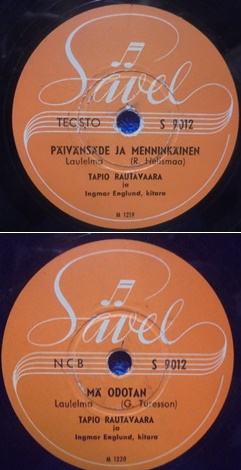 Sävel
TEOSTO S 9012
PÄIVÄNSÄDE JA MENNINKÄINEN
Laulelma (R. Helismaa)
TAPIO RAUTAVAARA
ja
Ingmar Englund, kitara
M 1219
Sävel
NCB S 9012
MÄ ODOTAN
Laulelma (G. Turesson)
TAPIO RAUTAVAARA
ja
Ingmar Englund, kitara
M 1220